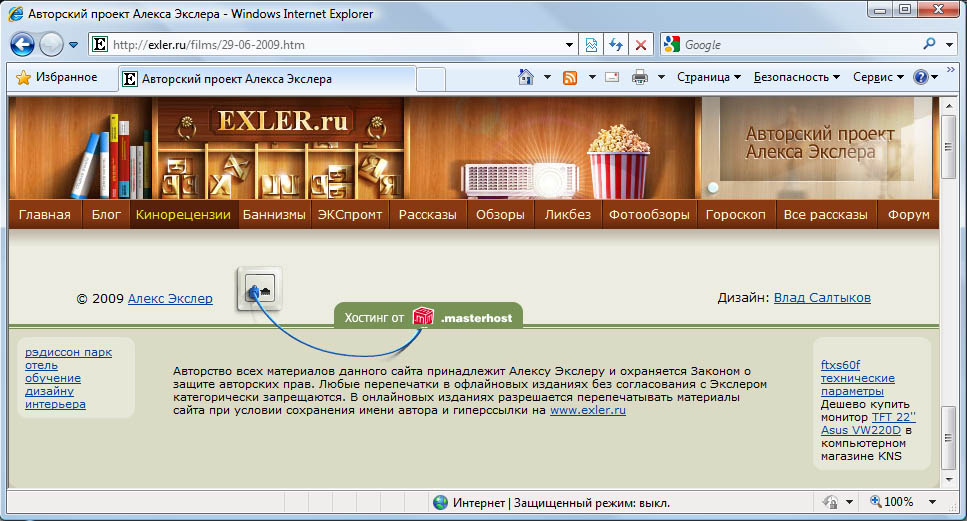 Авторский проект Алекса Экслера - Windows Internet Explorer
E http://exler.ru/films/29-06-2009.htm
Google
Избранное
E Авторский проект Алекса Экслера
Страница
Безопасность
Сервис
EXLER.ru
Авторский проект
Алекса Экслера
Главная Блог Кинорецензии Баннизмы ЭКСпромт Рассказы Обзоры Ликбез Фотообзоры Гороскоп Все рассказы Форум
© 2009 Алекс Экслер
Дизайн: Влад Салтыков
Хостинг от .masterhost
рэдиссон парк
отель
обучение
дизайну
интерьера
Авторство всех материалов данного сайта принадлежит Алексу Экслеру и охраняется Законом о
защите авторских прав. Любые перепечатки в офлайновых изданиях без согласования с Экслером
категорически запрещаются. В онлайновых изданиях разрешается перепечатывать материалы
сайта при условии сохранения имени автора и гиперссылки на www.exler.ru
ftxs60f
технические
параметры
Дешево купить
монитор TFT 22"
Asus VW220D в
компьютерном
магазине KNS
Интернет | Защищенный режим: выкл.
100%